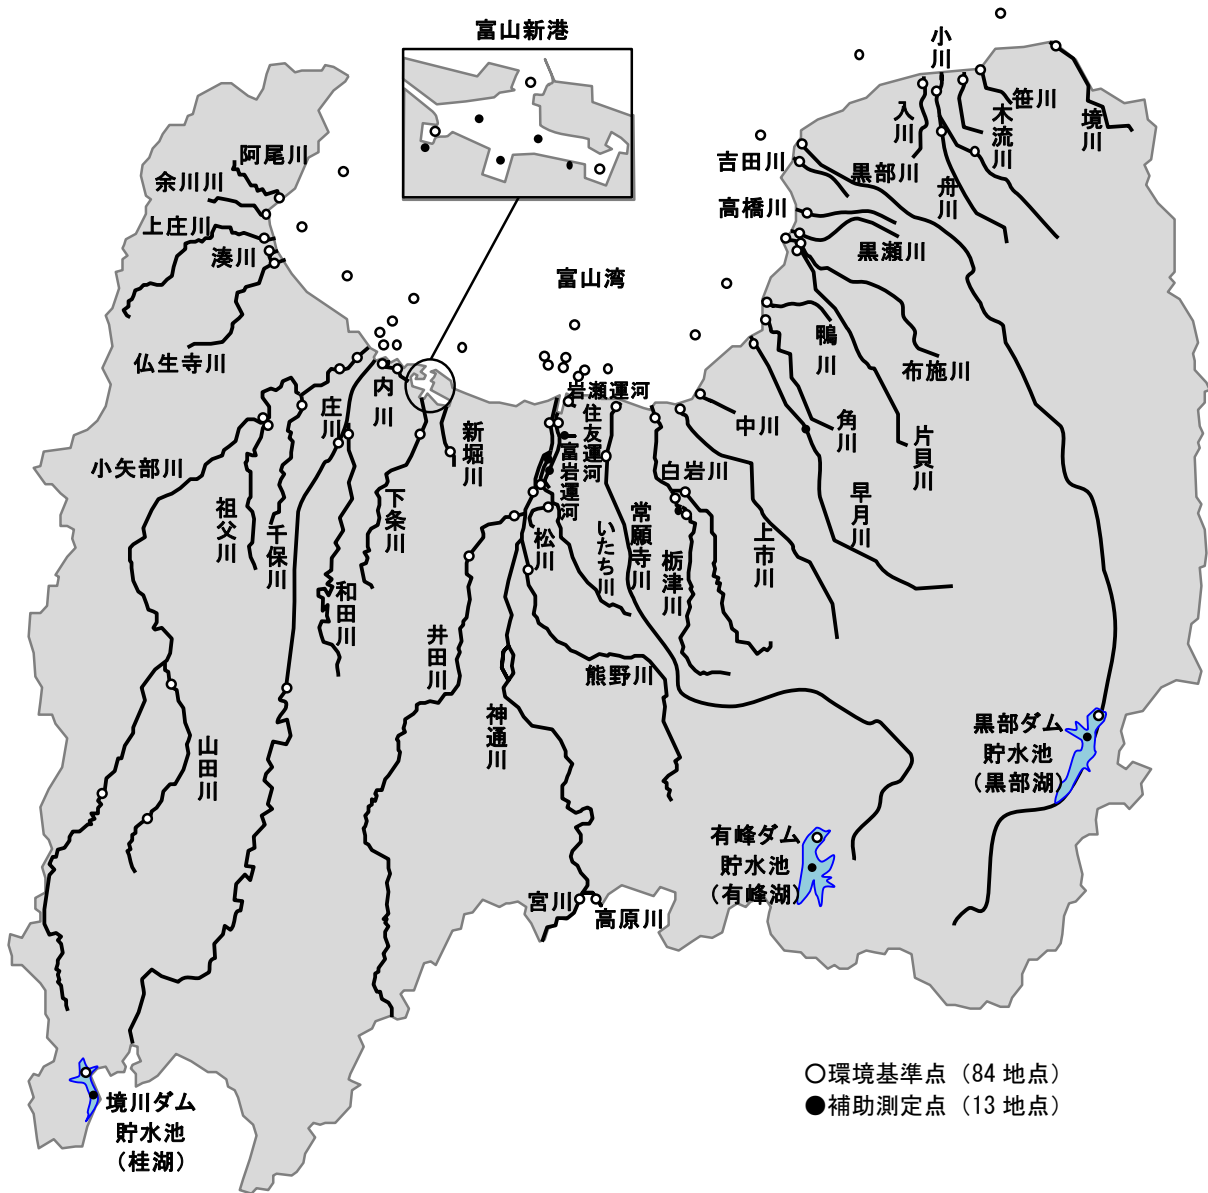 富山新港
小川
入川
木流川
笹川
境川
阿尾川
余川川
上庄川
湊川
仏生寺川
吉田川
黒部川
舟川
高橋川
黒瀬川
富山湾
鴨川
布施川
角川
片貝川
早月川
中川
上市川
白岩川
栃津川
常願寺川
岩瀬運河
住友運河
富岩運河
いたち川
松川
内川
新堀川
庄川
下条川
小矢部川
祖父川
千保川
和田川
井田川
神通川
熊野川
山田川
宮川
高原川
黒部ダム
貯水池
(黒部湖)
有峰ダム
貯水池
(有峰湖)
境川ダム
貯水池
(桂湖)
○環境基準点 (84 地点)
●補助測定点 (13 地点)